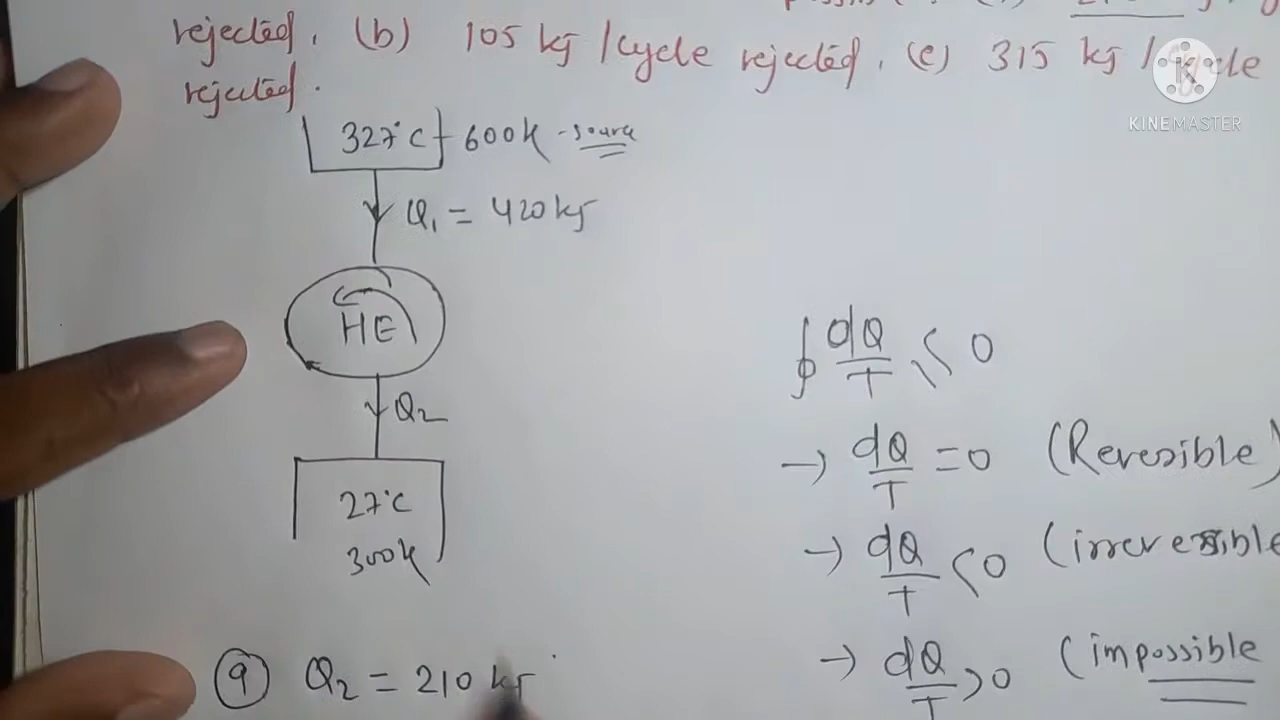 rejected. (b) 105 kJ /cycle rejected. (c) 315 kJ / cycle
rejected.
327°C 600K - source
Q₁ = 420 kJ
HE
Q₂
27°C
300K
∮ dQ/T ≤ 0
→ dQ/T = 0 (Reversible)
→ dQ/T < 0 (irreversible
→ dQ/T > 0 (impossible
(a) Q₂ = 210 kJ
K
KINEMASTER